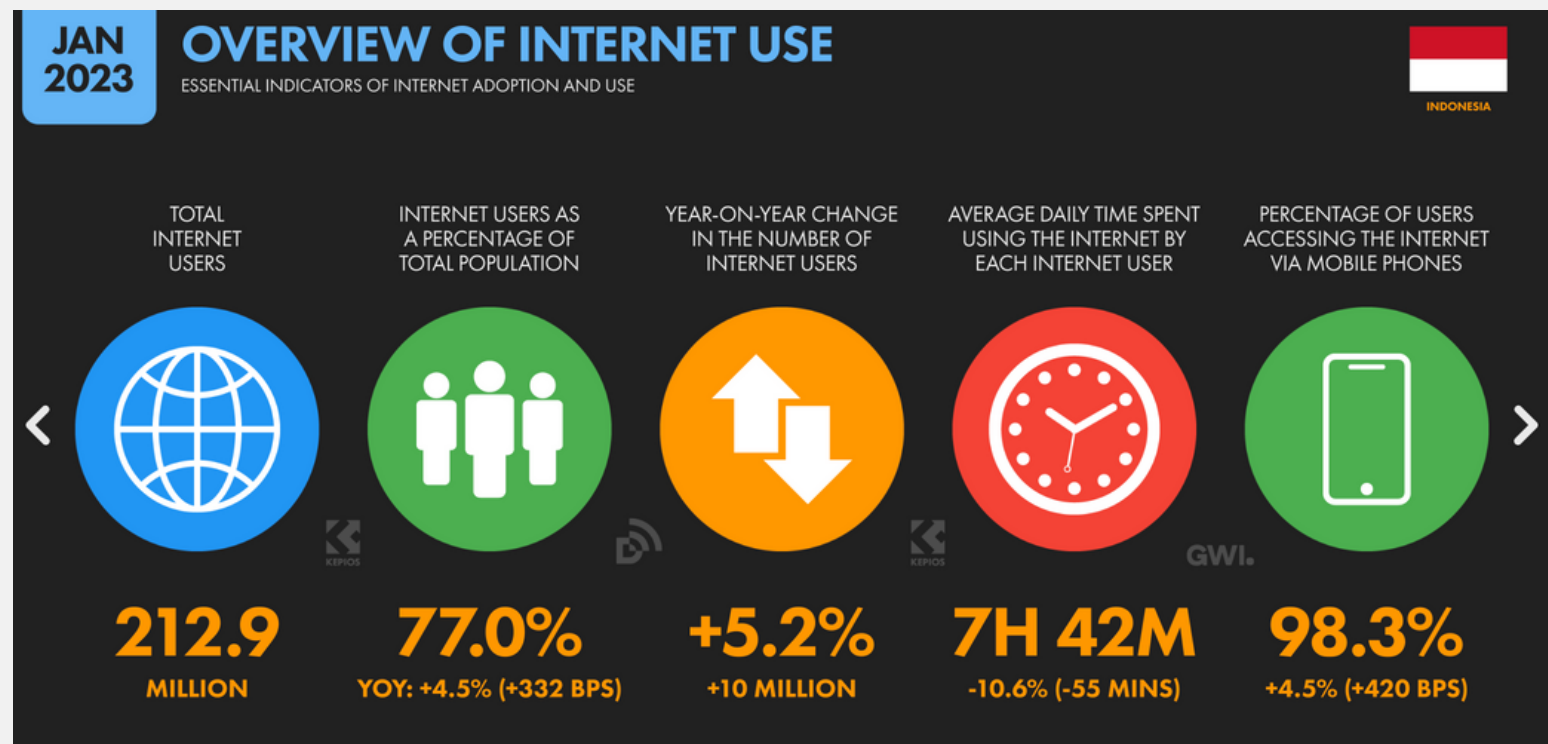 JAN
2023
OVERVIEW OF INTERNET USE
ESSENTIAL INDICATORS OF INTERNET ADOPTION AND USE
INDONESIA
TOTAL
INTERNET
USERS
INTERNET USERS AS
A PERCENTAGE OF
TOTAL POPULATION
YEAR-ON-YEAR CHANGE
IN THE NUMBER OF
INTERNET USERS
AVERAGE DAILY TIME SPENT
USING THE INTERNET BY
EACH INTERNET USER
PERCENTAGE OF USERS
ACCESSING THE INTERNET
VIA MOBILE PHONES
KEPIOS
KEPIOS
GWI.
212.9
MILLION
77.0%
YOY: +4.5% (+332 BPS)
+5.2%
+10 MILLION
7H 42M
-10.6% (-55 MINS)
98.3%
+4.5% (+420 BPS)